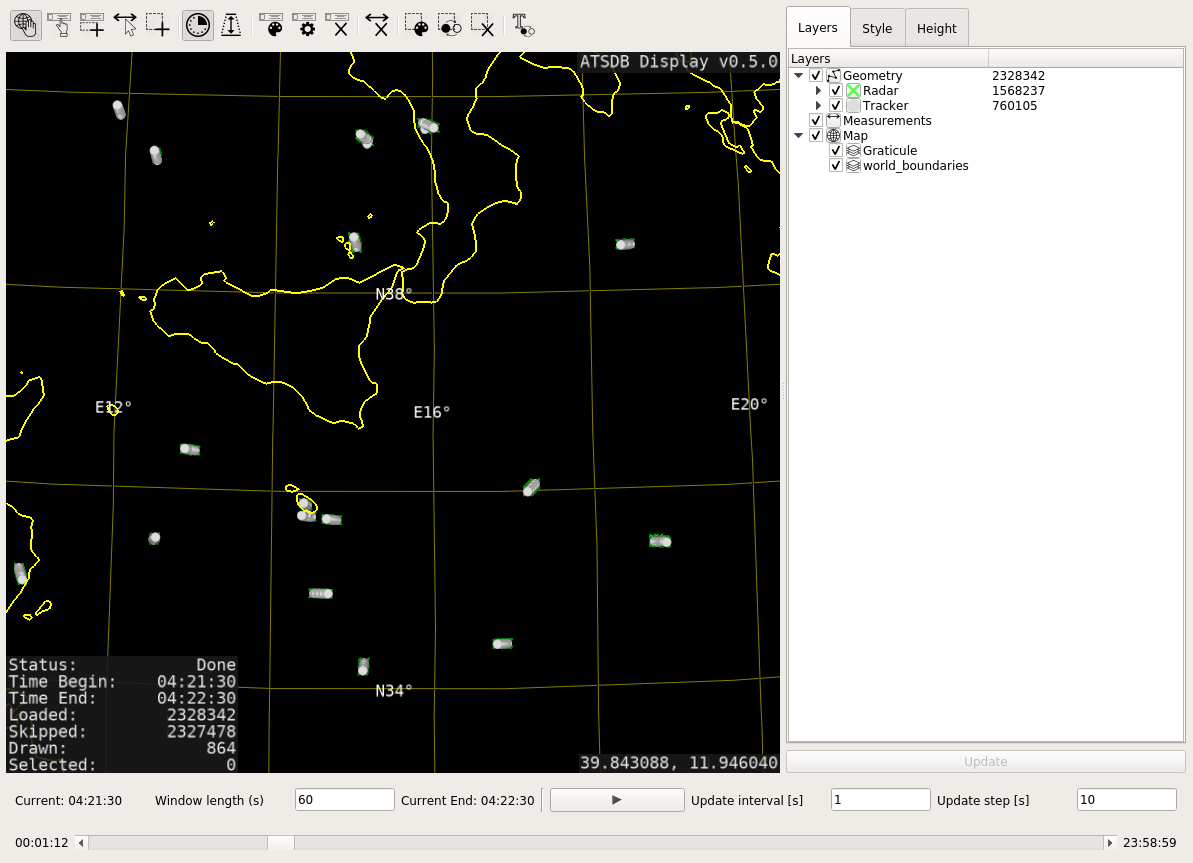 Layers Style Height
ATSDB Display v0.5.0
Layers
Geometry 2328342
Radar 1568237
Tracker 760105
Measurements
Map
Graticule
world_boundaries
N38°
E12° E16° E20°
N34°
Status: Done
Time Begin: 04:21:30
Time End: 04:22:30
Loaded: 2328342
Skipped: 2327478
Drawn: 864
Selected: 0
39.843088, 11.946040
Update
Current: 04:21:30 Window length (s) 60 Current End: 04:22:30 Update interval [s] 1 Update step [s] 10
00:01:12 23:58:59